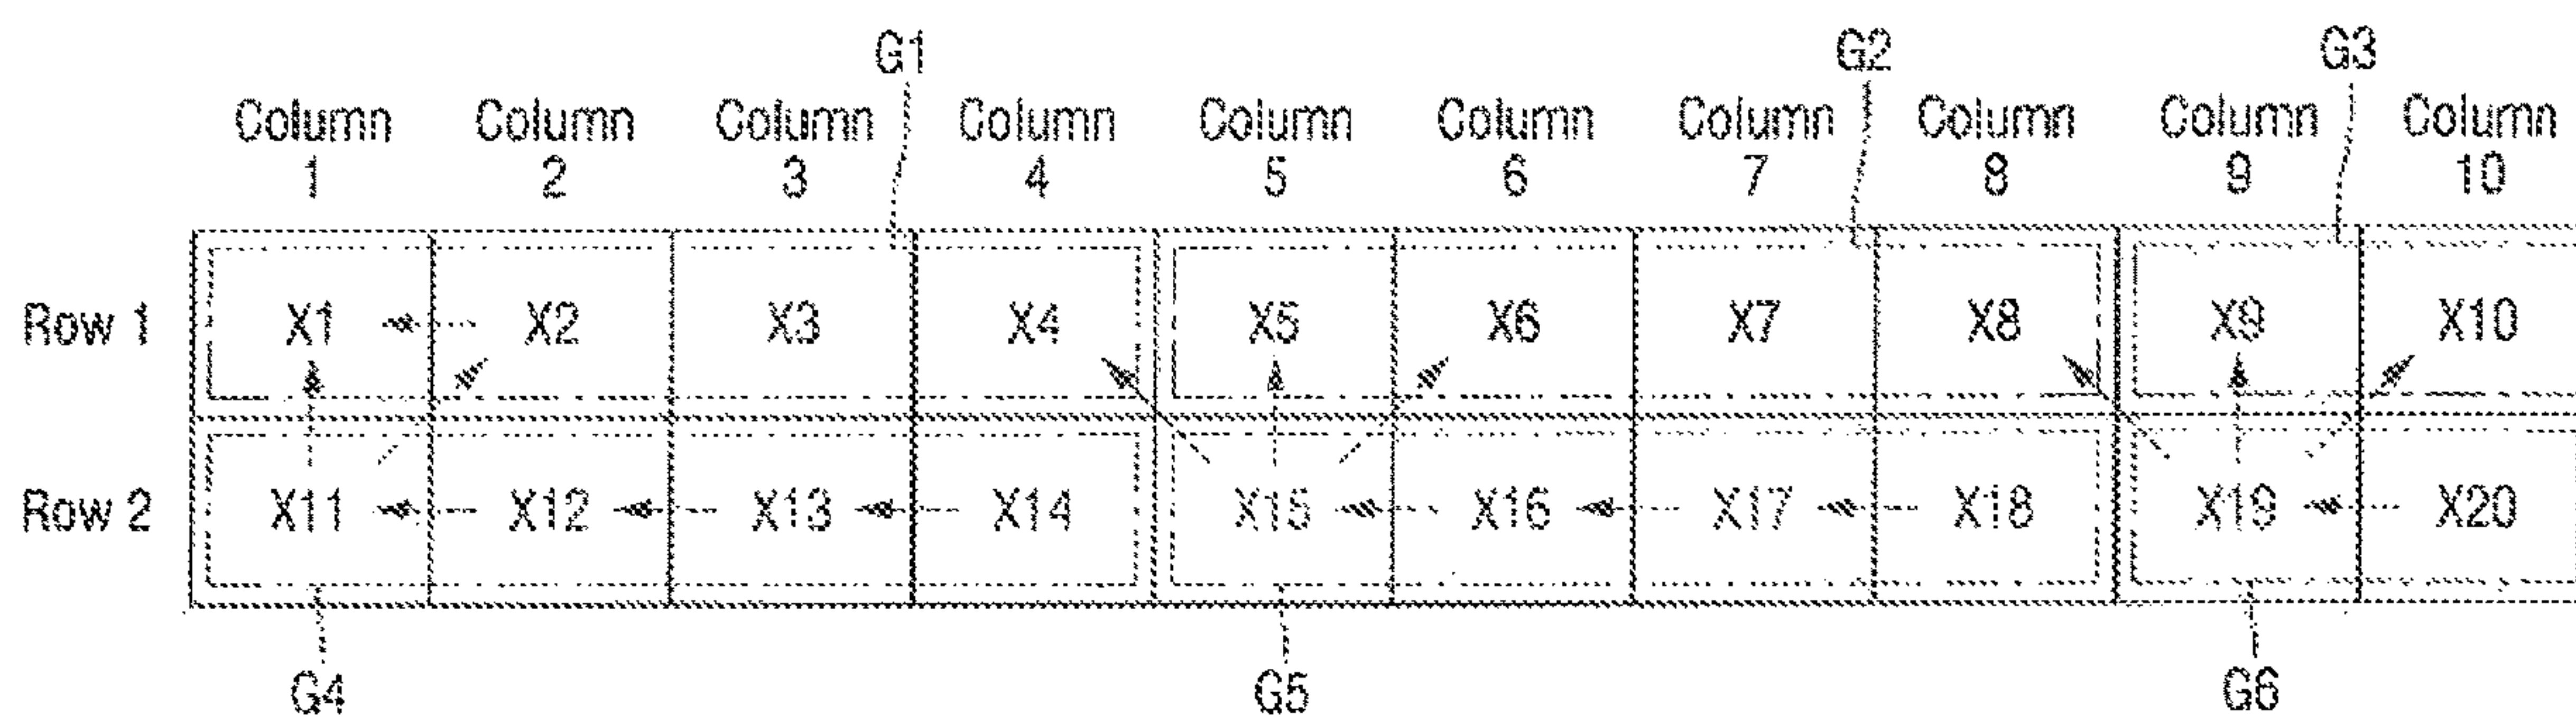 G1 G2 G3
Column 1 Column 2 Column 3 Column 4 Column 5 Column 6 Column 7 Column 8 Column 9 Column 10
Row 1 X1 X2 X3 X4 X5 X6 X7 X8 X9 X10
Row 2 X11 X12 X13 X14 X15 X16 X17 X18 X19 X20
G4 G5 G6